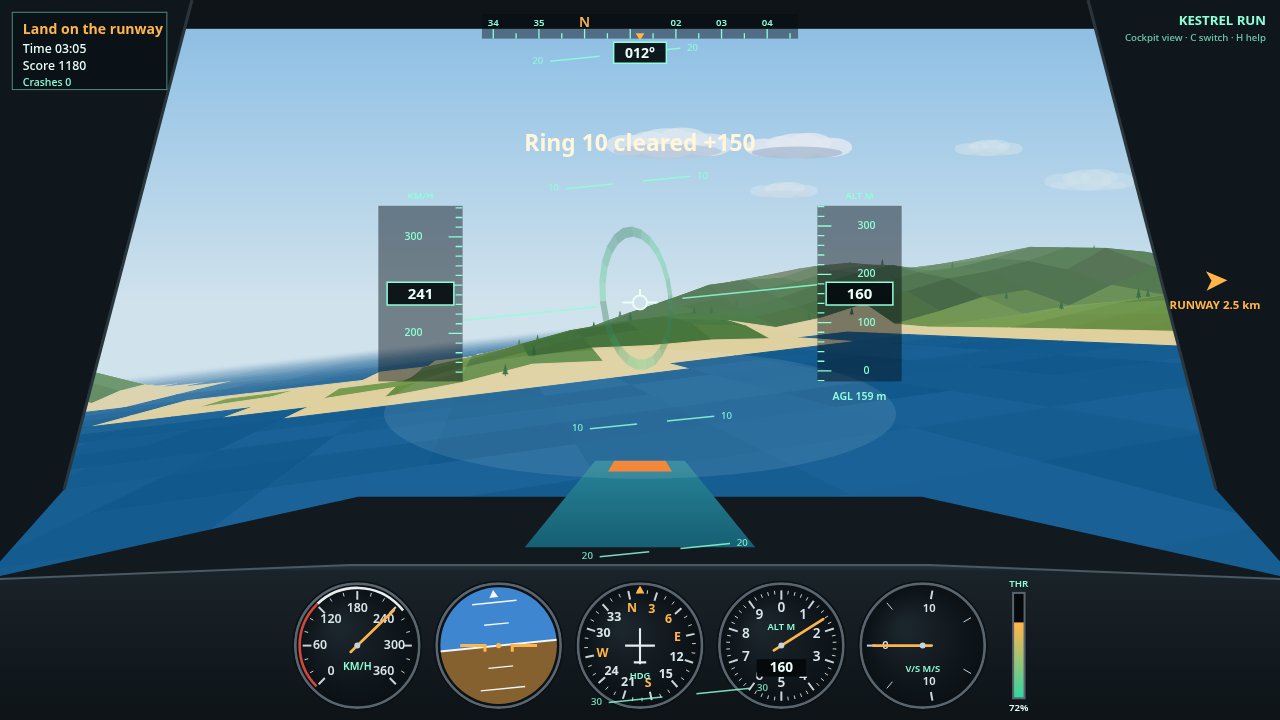 Land on the runway
Time 03:05
Score 1180
Crashes 0
34 35 N 02 03 04
012°
20 20
KESTREL RUN
Cockpit view · C switch · H help
Ring 10 cleared +150
10 10
KM/H
300
241
200
ALT M
300
200
160
100
0
AGL 159 m
RUNWAY 2.5 km
10 10
20 20
0 60 120 180 240 300 360
KM/H
N 3 6 E 12 15 S 21 24 W 30 33
HDG
0 1 2 3 5 7 8 9
ALT M
160
10
0
V/S M/S
10
30 30
THR
72%